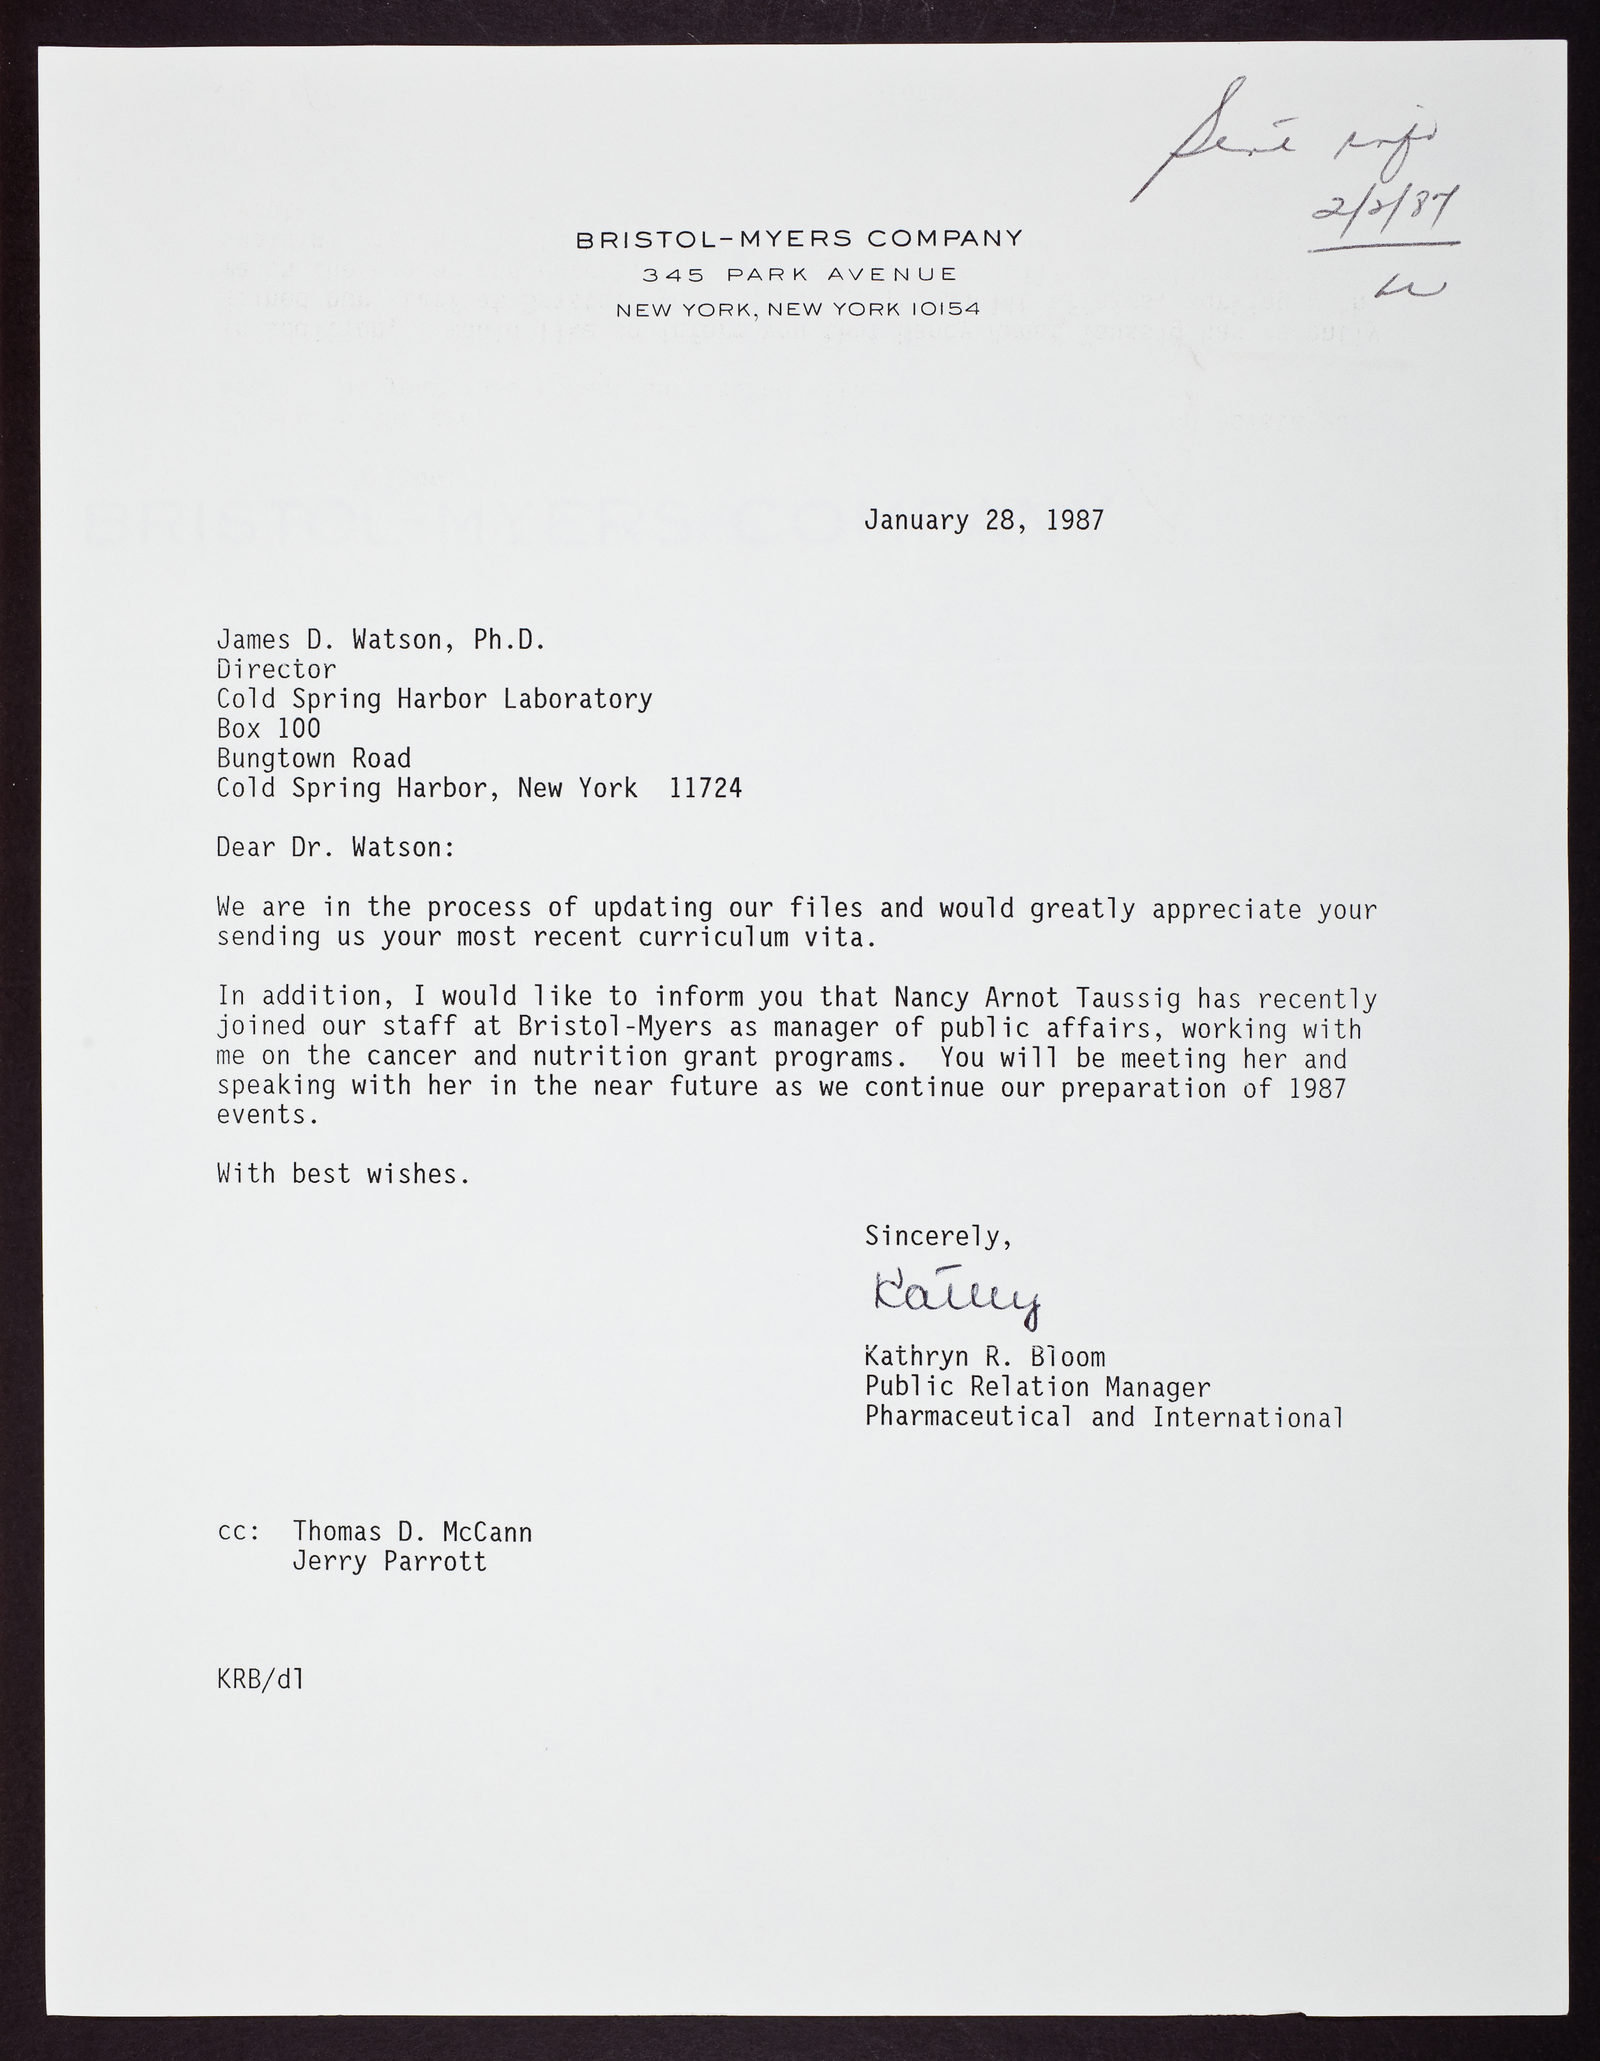 Sent info
2/2/87
BRISTOL-MYERS COMPANY
345 PARK AVENUE
NEW YORK, NEW YORK 10154
January 28, 1987
James D. Watson, Ph.D.
Director
Cold Spring Harbor Laboratory
Box 100
Bungtown Road
Cold Spring Harbor, New York  11724
Dear Dr. Watson:
We are in the process of updating our files and would greatly appreciate your
sending us your most recent curriculum vita.
In addition, I would like to inform you that Nancy Arnot Taussig has recently
joined our staff at Bristol-Myers as manager of public affairs, working with
me on the cancer and nutrition grant programs.  You will be meeting her and
speaking with her in the near future as we continue our preparation of 1987
events.
With best wishes.
Sincerely,
Kathy
Kathryn R. Bloom
Public Relation Manager
Pharmaceutical and International
cc:  Thomas D. McCann
Jerry Parrott
KRB/dl